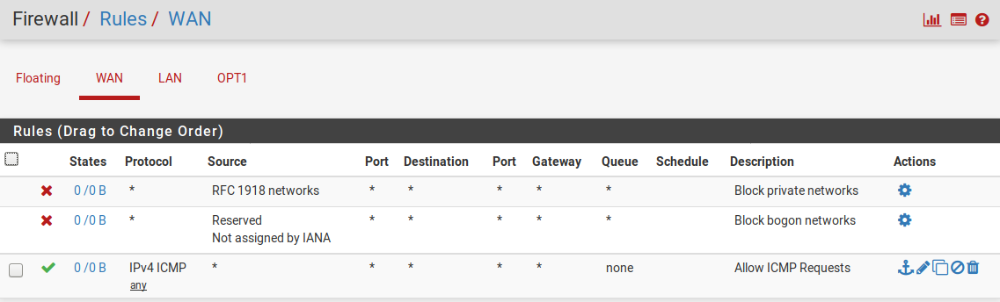 Firewall / Rules / WAN
Floating WAN LAN OPT1
Rules (Drag to Change Order)
States Protocol Source Port Destination Port Gateway Queue Schedule Description Actions
0 /0 B * RFC 1918 networks * * * * * Block private networks
0 /0 B * Reserved * * * * * Block bogon networks
Not assigned by IANA
0 /0 B IPv4 ICMP * * * * * none Allow ICMP Requests
any